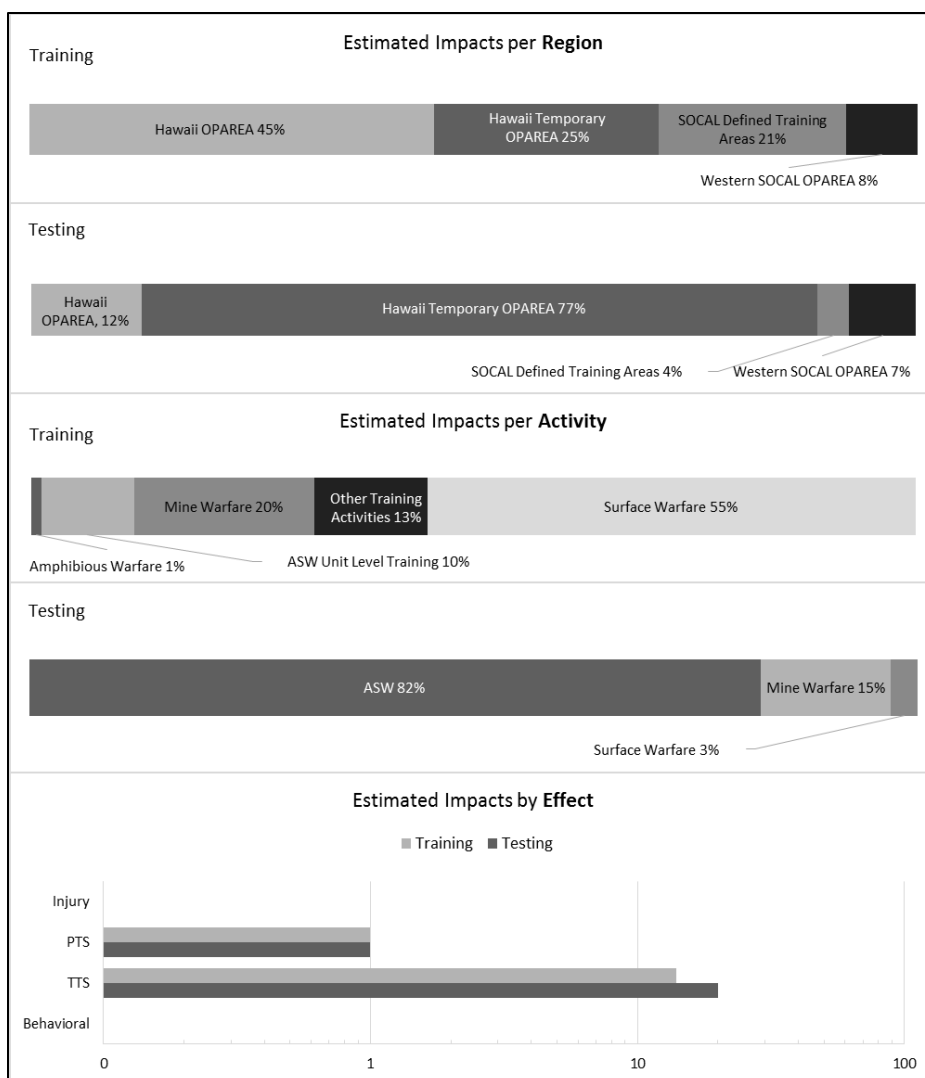 Estimated Impacts per Region
Training
Hawaii OPAREA 45%
Hawaii Temporary
OPAREA 25%
SOCAL Defined Training
Areas 21%
Western SOCAL OPAREA 8%
Testing
Hawaii
OPAREA, 12%
Hawaii Temporary OPAREA 77%
SOCAL Defined Training Areas 4%
Western SOCAL OPAREA 7%
Estimated Impacts per Activity
Training
Mine Warfare 20%
Other Training
Activities 13%
Surface Warfare 55%
Amphibious Warfare 1%
ASW Unit Level Training 10%
Testing
ASW 82%
Mine Warfare 15%
Surface Warfare 3%
Estimated Impacts by Effect
Training Testing
Injury
PTS
TTS
Behavioral
0 1 10 100